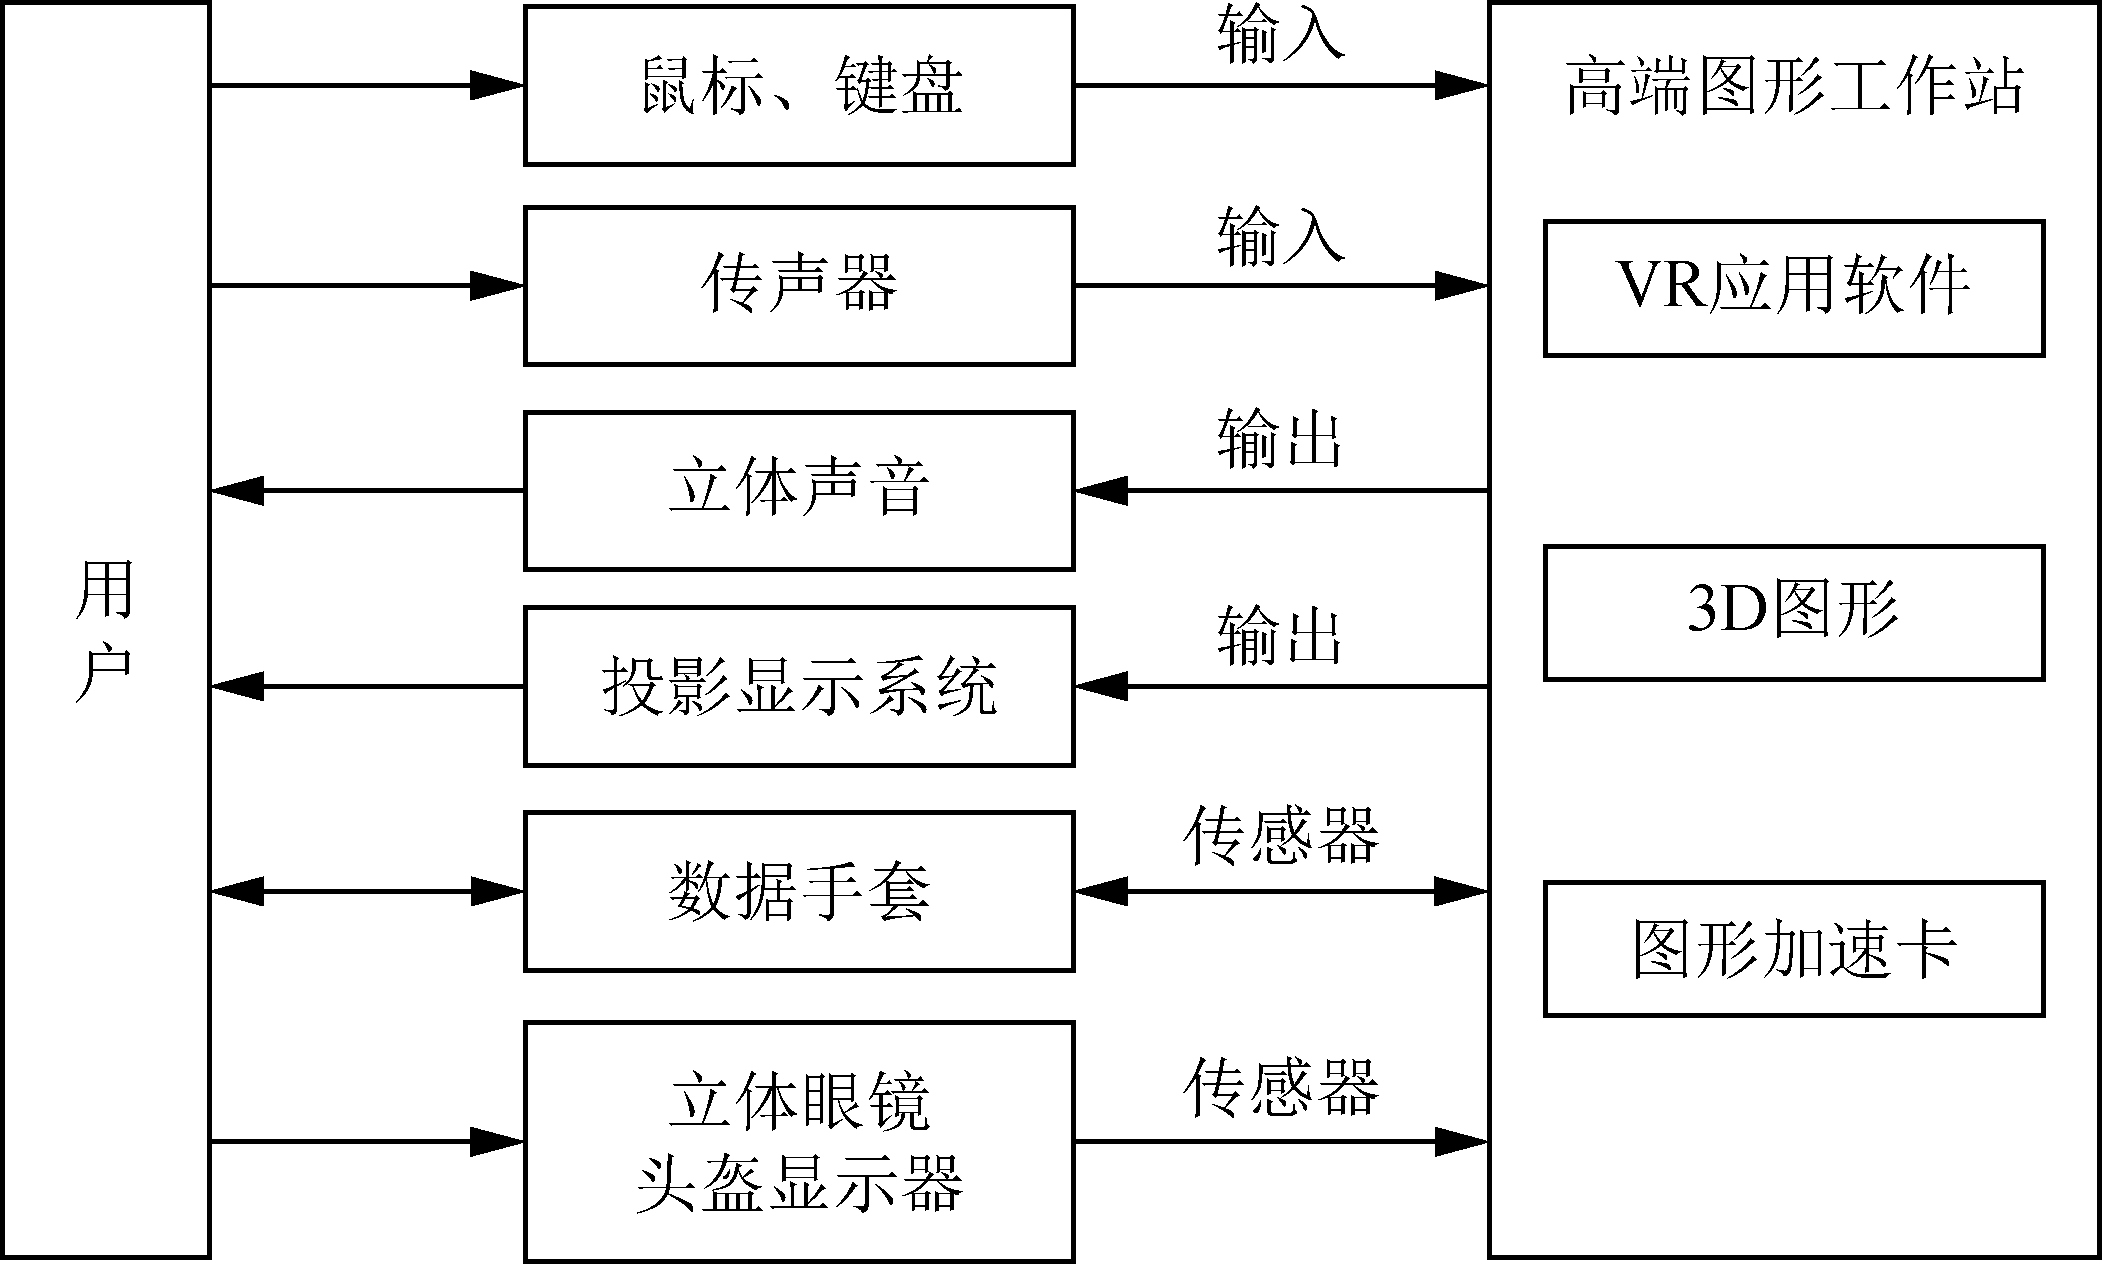 用
户
鼠标、键盘
输入
传声器
输入
立体声音
输出
投影显示系统
输出
数据手套
传感器
立体眼镜
头盔显示器
传感器
高端图形工作站
VR应用软件
3D图形
图形加速卡